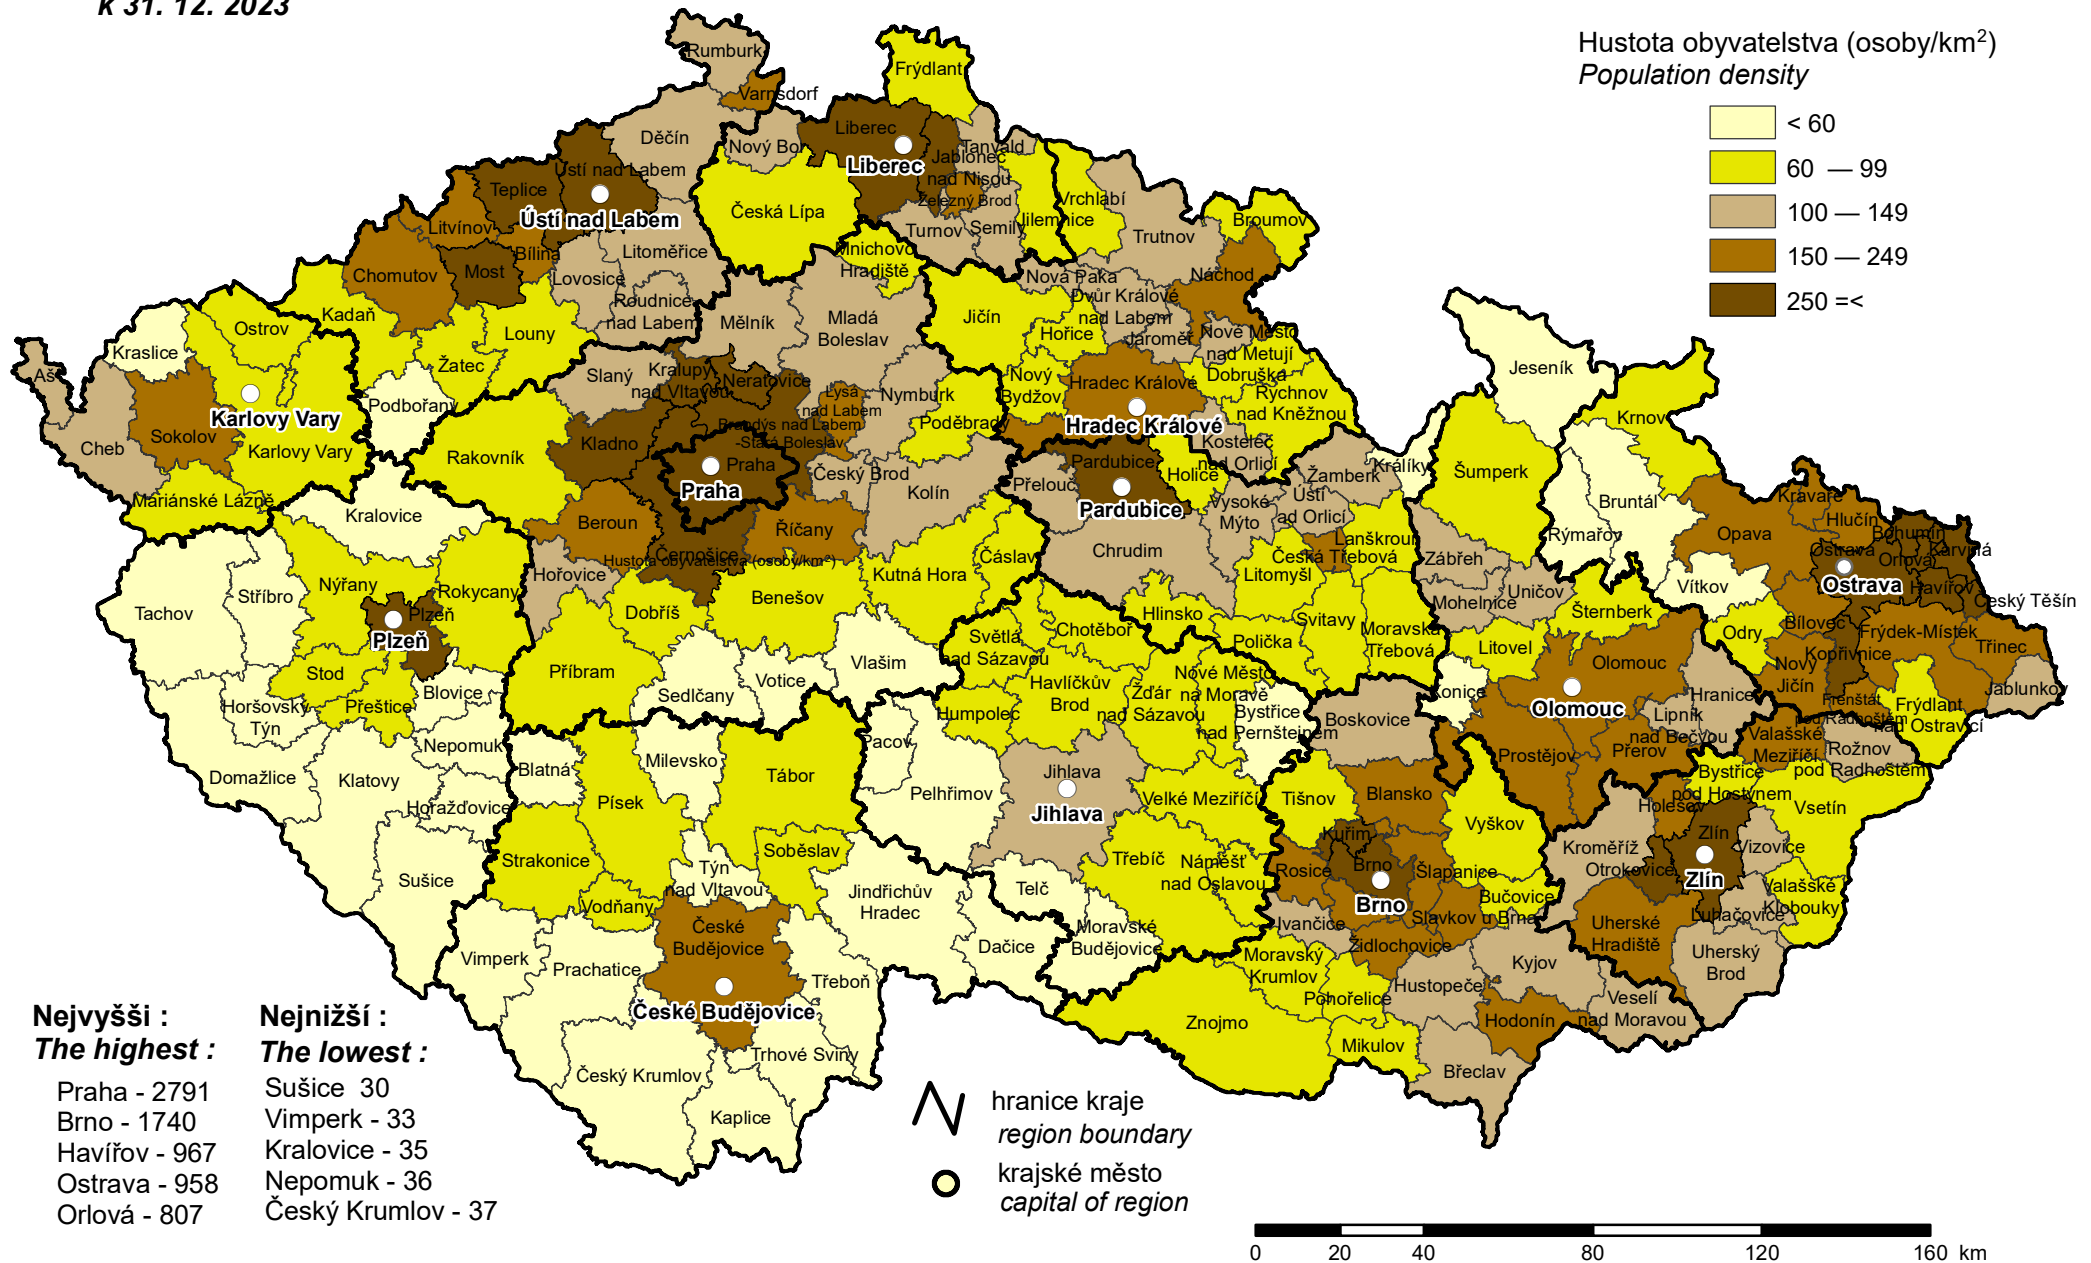 k 31. 12. 2023
Hustota obyvatelstva (osoby/km²)
Population density
< 60
60 — 99
100 — 149
150 — 249
250 =<
Rumburk
Varnsdorf
Frýdlant
Děčín
Nový Bor
Liberec
Liberec
Jablonec
nad Nisou
Tanvald
Železný Brod
Ústí nad Labem
Teplice
Ústí nad Labem
Česká Lípa
Turnov
Semily
Jilemnice
Vrchlabí
Trutnov
Broumov
Litvínov
Bílina
Most
Chomutov
Litoměřice
Lovosice
Roudnice
nad Labem
Mnichovo
Hradiště
Nová Paka
Dvůr Králové
nad Labem
Náchod
Kadaň
Louny
Žatec
Podbořany
Ostrov
Kraslice
Aš
Cheb
Sokolov
Karlovy Vary
Karlovy Vary
Mariánské Lázně
Mělník
Mladá
Boleslav
Jičín
Hořice
Jaroměř
Nové Město
nad Metují
Dobruška
Rychnov
nad Kněžnou
Nový
Bydžov
Hradec Králové
Hradec Králové
Kostelec
nad Orlicí
Slaný
Kralupy
nad Vltavou
Neratovice
Lysá
nad Labem
Brandýs nad Labem
-Stará Boleslav
Nymburk
Poděbrady
Rakovník
Kladno
Praha
Praha
Český Brod
Kolín
Přelouč
Pardubice
Pardubice
Holice
Vysoké
Mýto
Žamberk
Králíky
Ústí
ad Orlicí
Lanškroun
Česká Třebová
Litomyšl
Chrudim
Jeseník
Krnov
Šumperk
Bruntál
Rýmařov
Zábřeh
Mohelnice
Uničov
Šternberk
Litovel
Kravaře
Hlučín
Opava
Bohumín
Ostrava
Orlová
Karviná
Ostrava
Havířov
Český Těšín
Vítkov
Odry
Bílovec
Frýdek-Místek
Třinec
Kopřivnice
Nový
Jičín
Jablunkov
Frenštát
pod Radhoštěm
Frýdlant
nad Ostravicí
Kralovice
Beroun
Říčany
Černošice
Hustota obyvatelstva (osoby/km²)
Hořovice
Dobříš
Benešov
Kutná Hora
Čáslav
Tachov
Stříbro
Nýřany
Rokycany
Plzeň
Plzeň
Stod
Přeštice
Blovice
Horšovský
Týn
Nepomuk
Domažlice
Klatovy
Horažďovice
Sušice
Příbram
Sedlčany
Votice
Vlašim
Světlá
nad Sázavou
Chotěboř
Hlinsko
Polička
Svitavy
Moravská
Třebová
Havlíčkův
Brod
Žďár
nad Sázavou
Nové Město
na Moravě
Bystřice
nad Pernštejnem
Humpolec
Pacov
Pelhřimov
Jihlava
Jihlava
Velké Meziříčí
Třebíč
Náměšť
nad Oslavou
Telč
Moravské
Budějovice
Dačice
Blatná
Písek
Milevsko
Tábor
Strakonice
Vodňany
Soběslav
Týn
nad Vltavou
Jindřichův
Hradec
České
Budějovice
České Budějovice
Vimperk
Prachatice
Třeboň
Trhové Sviny
Český Krumlov
Kaplice
Boskovice
Konice
Olomouc
Olomouc
Hranice
Lipník
nad Bečvou
Prostějov
Přerov
Valašské
Meziříčí
Rožnov
pod Radhoštěm
Bystřice
pod Hostýnem
Vsetín
Tišnov
Blansko
Vyškov
Kuřim
Brno
Brno
Rosice
Šlapanice
Bučovice
Slavkov u Brna
Ivančice
Židlochovice
Moravský
Krumlov
Pohořelice
Hustopeče
Znojmo
Mikulov
Břeclav
Kyjov
Hodonín
Veselí
nad Moravou
Kroměříž
Holešov
Zlín
Zlín
Otrokovice
Vizovice
Valašské
Klobouky
Luhačovice
Uherské
Hradiště
Uherský
Brod
Nejvyšši :
The highest :
Praha - 2791
Brno - 1740
Havířov - 967
Ostrava - 958
Orlová - 807
Nejnižší :
The lowest :
Sušice 30
Vimperk - 33
Kralovice - 35
Nepomuk - 36
Český Krumlov - 37
hranice kraje
region boundary
krajské město
capital of region
0 20 40 80 120 160 km